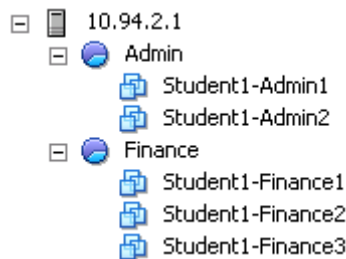 10.94.2.1
Admin
Student1-Admin1
Student1-Admin2
Finance
Student1-Finance1
Student1-Finance2
Student1-Finance3